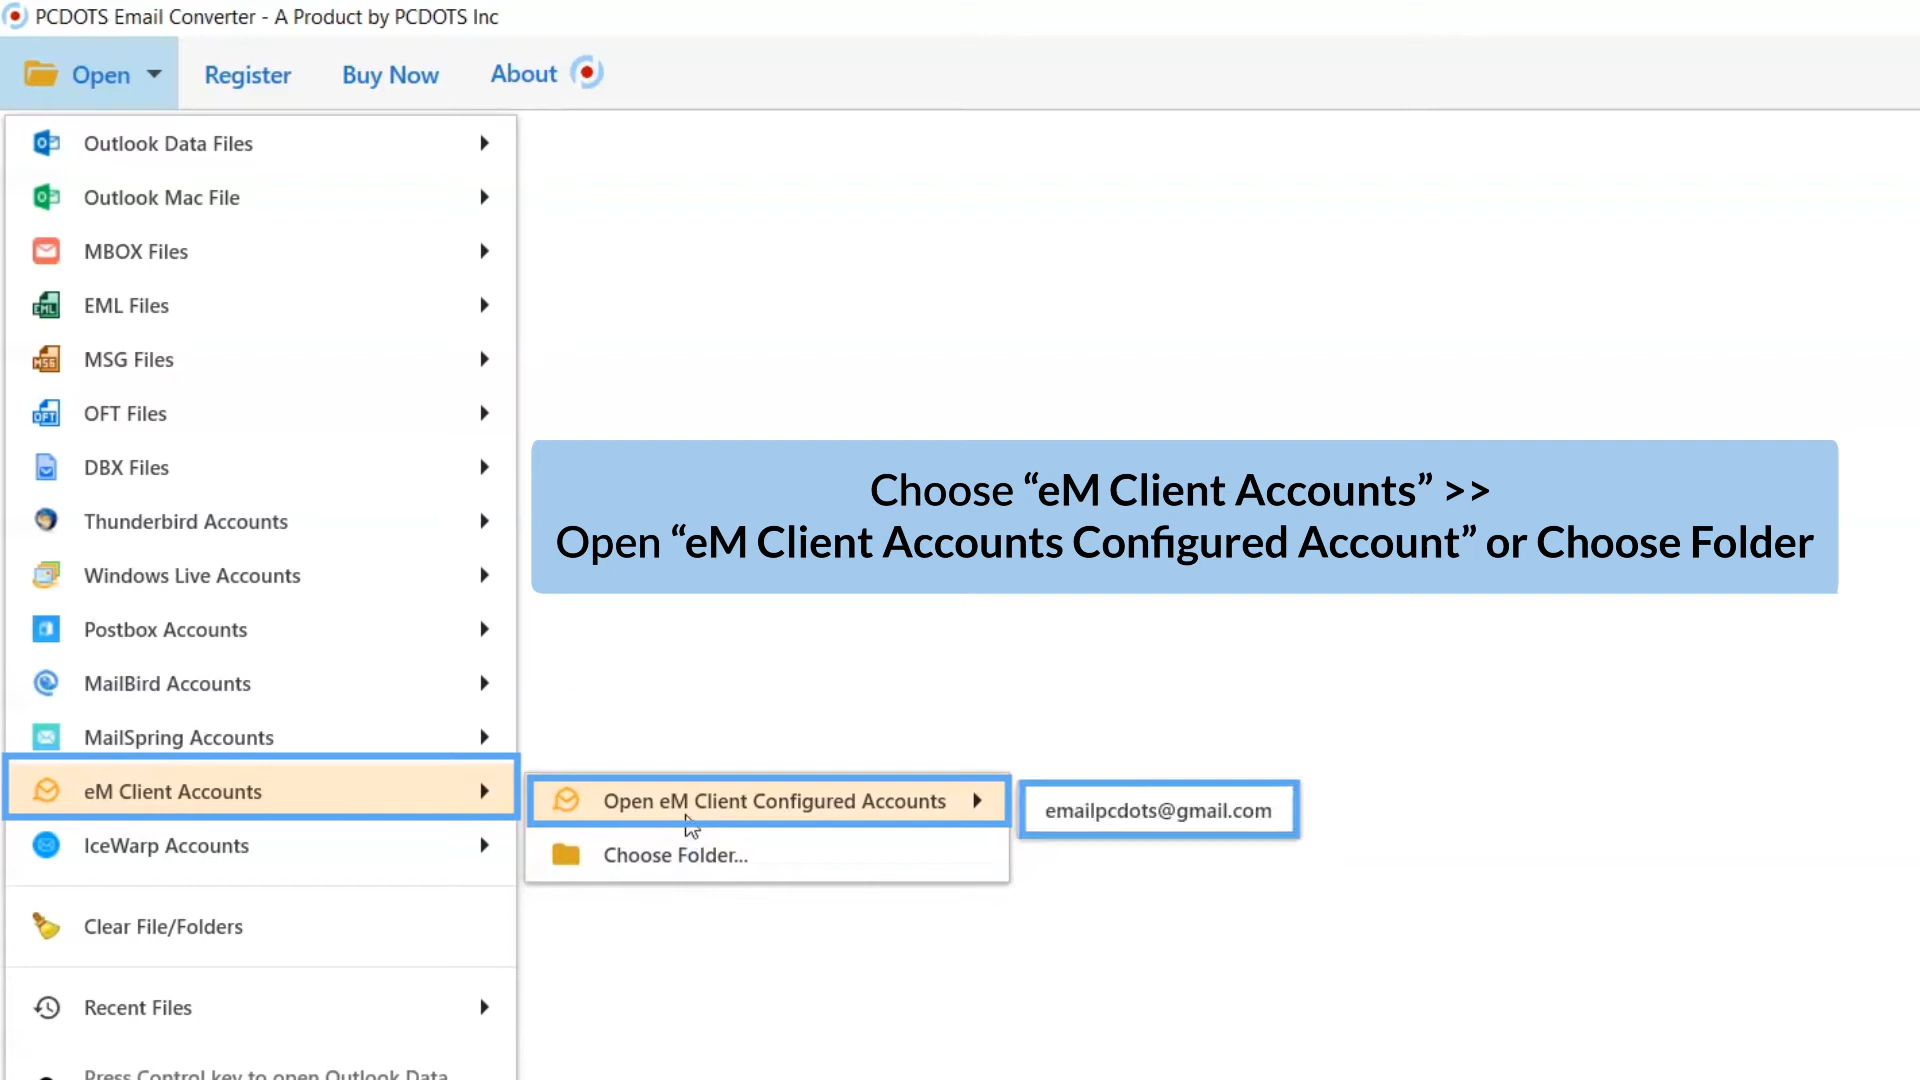 PCDOTS Email Converter - A Product by PCDOTS Inc
Open Register Buy Now About
Outlook Data Files
Outlook Mac File
MBOX Files
EML Files
MSG Files
OFT Files
DBX Files
Thunderbird Accounts
Windows Live Accounts
Postbox Accounts
MailBird Accounts
MailSpring Accounts
eM Client Accounts
IceWarp Accounts
Clear File/Folders
Recent Files
Press Control key to open Outlook Data
Choose “eM Client Accounts” >>
Open “eM Client Accounts Configured Account” or Choose Folder
Open eM Client Configured Accounts
Choose Folder...
emailpcdots@gmail.com